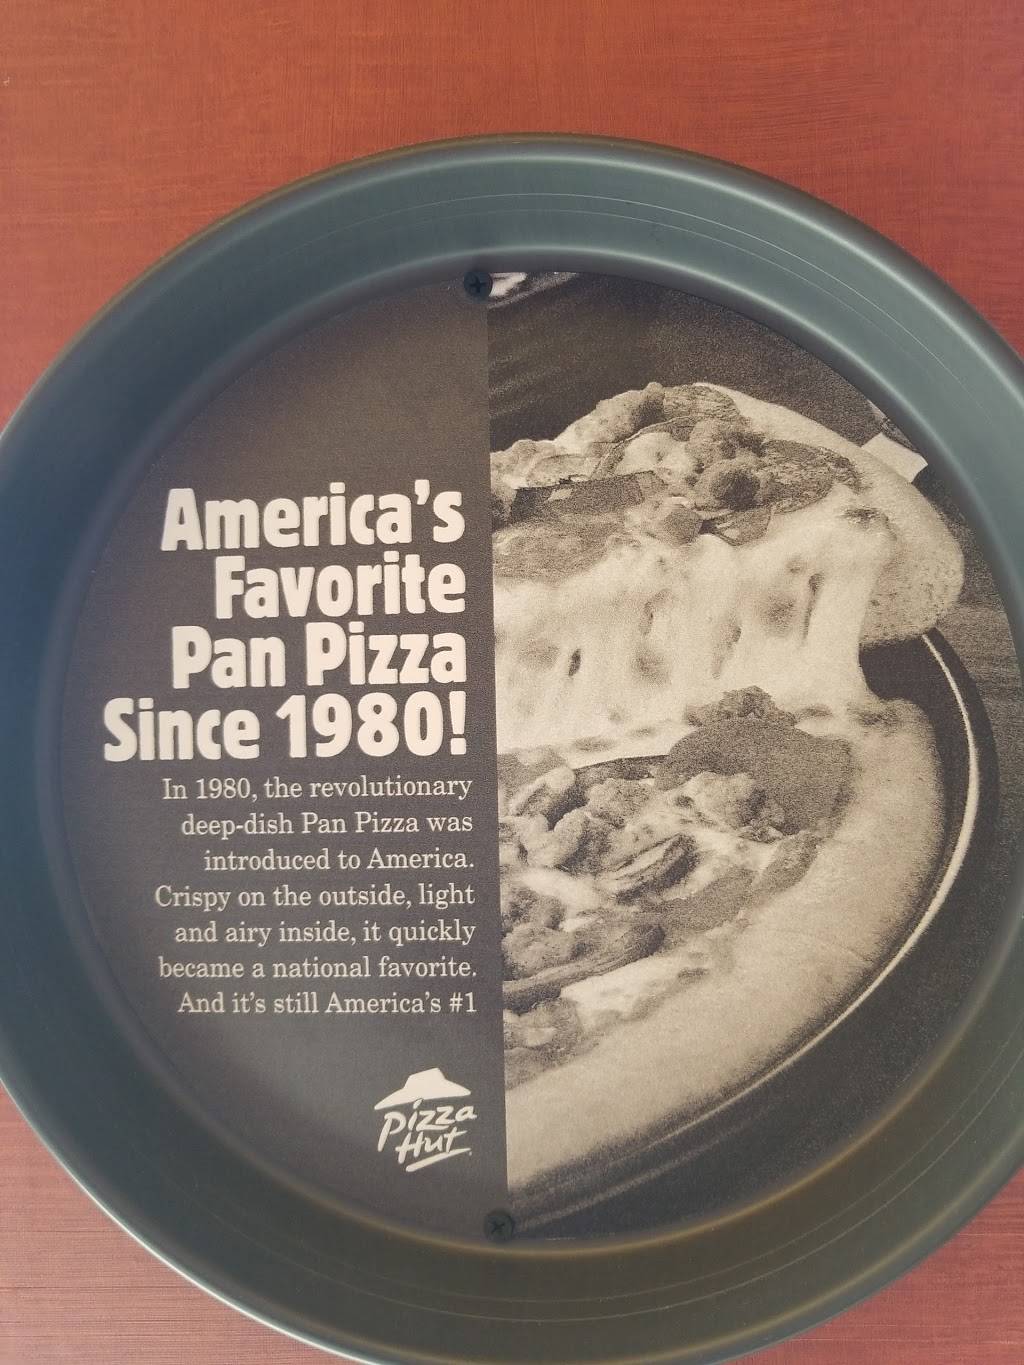 America's
Favorite
Pan Pizza
Since 1980!
In 1980, the revolutionary
deep-dish Pan Pizza was
introduced to America.
Crispy on the outside, light
and airy inside, it quickly
became a national favorite.
And it's still America's #1
Pizza
Hut